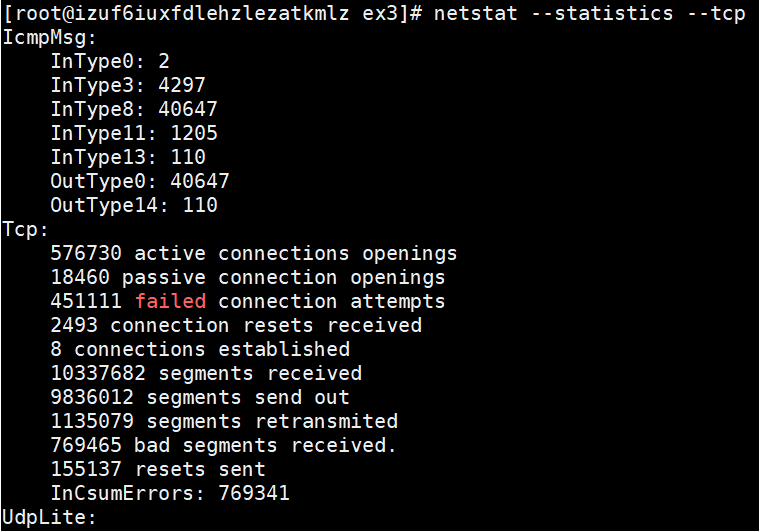 [root@izuf6iuxfdlehzlezatkmlz ex3]# netstat --statistics --tcp
IcmpMsg:
    InType0: 2
    InType3: 4297
    InType8: 40647
    InType11: 1205
    InType13: 110
    OutType0: 40647
    OutType14: 110
Tcp:
    576730 active connections openings
    18460 passive connection openings
    451111 failed connection attempts
    2493 connection resets received
    8 connections established
    10337682 segments received
    9836012 segments send out
    1135079 segments retransmited
    769465 bad segments received.
    155137 resets sent
    InCsumErrors: 769341
UdpLite: